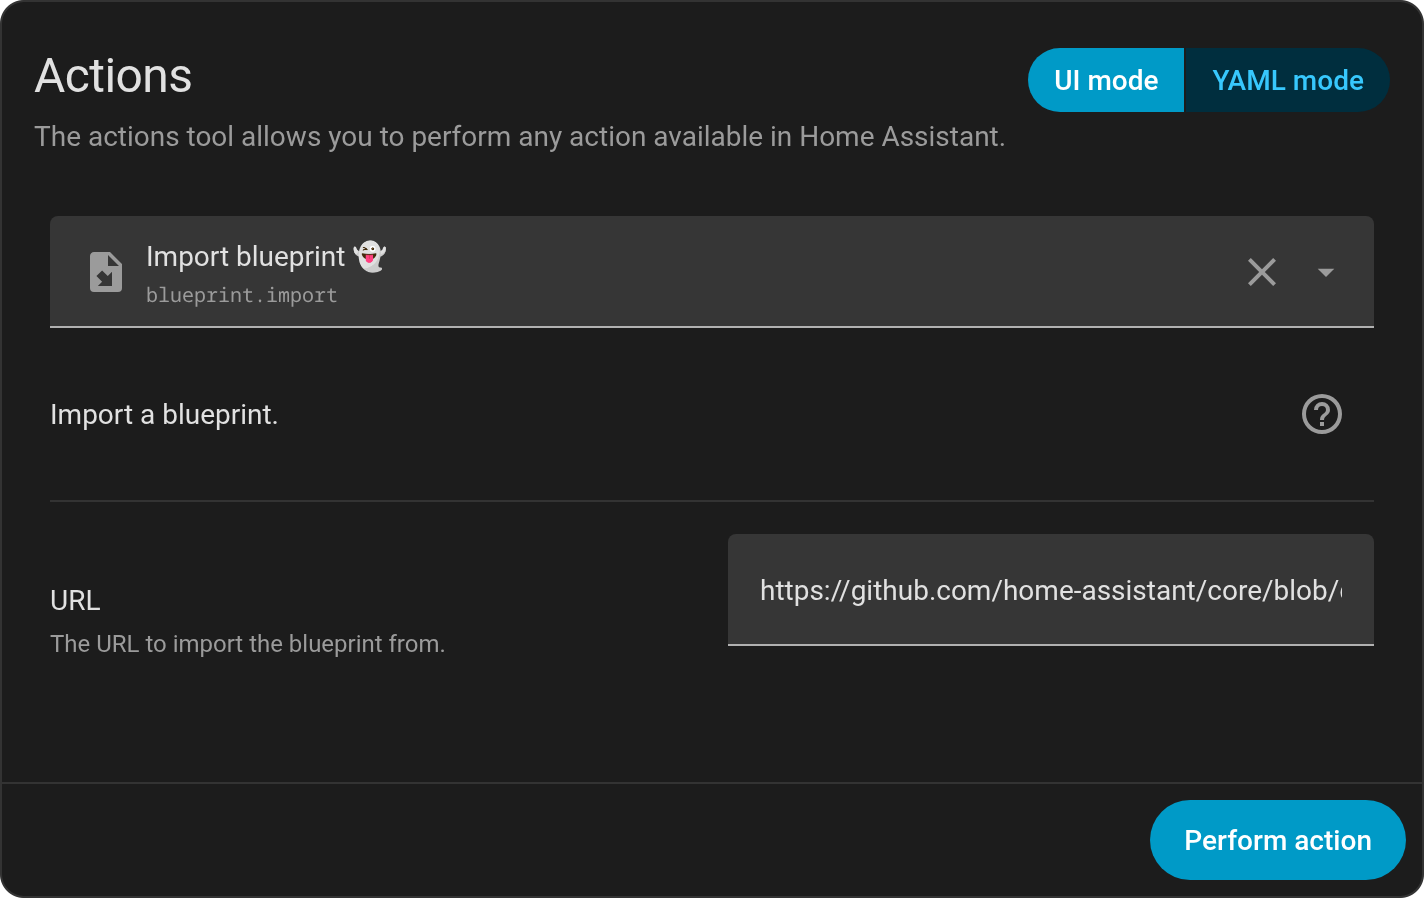 Actions
UI mode
YAML mode
The actions tool allows you to perform any action available in Home Assistant.
Import blueprint 👻
blueprint.import
Import a blueprint.
URL
The URL to import the blueprint from.
https://github.com/home-assistant/core/blob/
Perform action